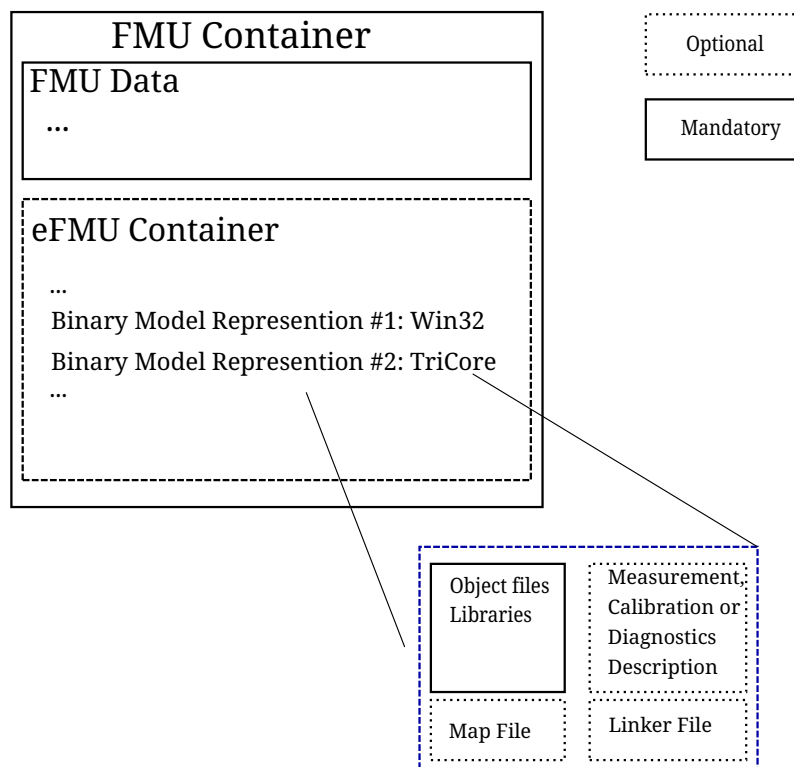 FMU Container
FMU Data
...
eFMU Container
...
Binary Model Represention #1: Win32
Binary Model Represention #2: TriCore
...
Optional
Mandatory
Object files
Libraries
Measurement,
Calibration or
Diagnostics
Description
Map File
Linker File